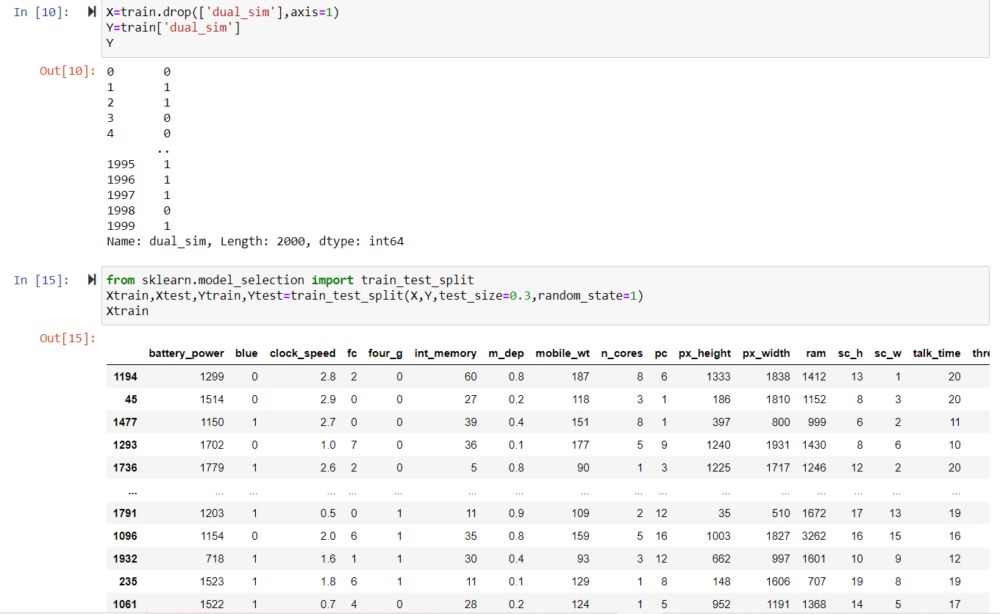 In [10]: X=train.drop(['dual_sim'],axis=1)
Y=train['dual_sim']
Y
Out[10]: 0 0
1 1
2 1
3 0
4 0
..
1995 1
1996 1
1997 1
1998 0
1999 1
Name: dual_sim, Length: 2000, dtype: int64
In [15]: from sklearn.model_selection import train_test_split
Xtrain,Xtest,Ytrain,Ytest=train_test_split(X,Y,test_size=0.3,random_state=1)
Xtrain
Out[15]:
battery_power blue clock_speed fc four_g int_memory m_dep mobile_wt n_cores pc px_height px_width ram sc_h sc_w talk_time thre
1194 1299 0 2.8 2 0 60 0.8 187 8 6 1333 1838 1412 13 1 20
45 1514 0 2.9 0 0 27 0.2 118 3 1 186 1810 1152 8 3 20
1477 1150 1 2.7 0 0 39 0.4 151 8 1 397 800 999 6 2 11
1293 1702 0 1.0 7 0 36 0.1 177 5 9 1240 1931 1430 8 6 10
1736 1779 1 2.6 2 0 5 0.8 90 1 3 1225 1717 1246 12 2 20
... ... ... ... ... ... ... ... ... ... ... ... ... ... ... ... ...
1791 1203 1 0.5 0 1 11 0.9 109 2 12 35 510 1672 17 13 19
1096 1154 0 2.0 6 1 35 0.8 159 5 16 1003 1827 3262 16 15 16
1932 718 1 1.6 1 1 30 0.4 93 3 12 662 997 1601 10 9 12
235 1523 1 1.8 6 1 11 0.1 129 1 8 148 1606 707 19 8 19
1061 1522 1 0.7 4 0 28 0.2 124 1 5 952 1191 1368 14 5 17